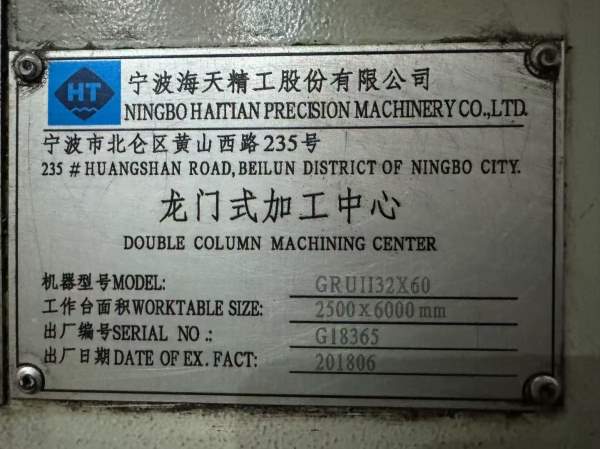 HT
宁波海天精工股份有限公司
NINGBO HAITIAN PRECISION MACHINERY CO.,LTD.
宁波市北仑区黄山西路235号
235 # HUANGSHAN ROAD, BEILUN DISTRICT OF NINGBO CITY.
龙门式加工中心
DOUBLE COLUMN MACHINING CENTER
机器型号MODEL: GRUII32X60
工作台面积WORKTABLE SIZE: 2500×6000mm
出厂编号SERIAL NO.: G18365
出厂日期DATE OF EX. FACT: 201806